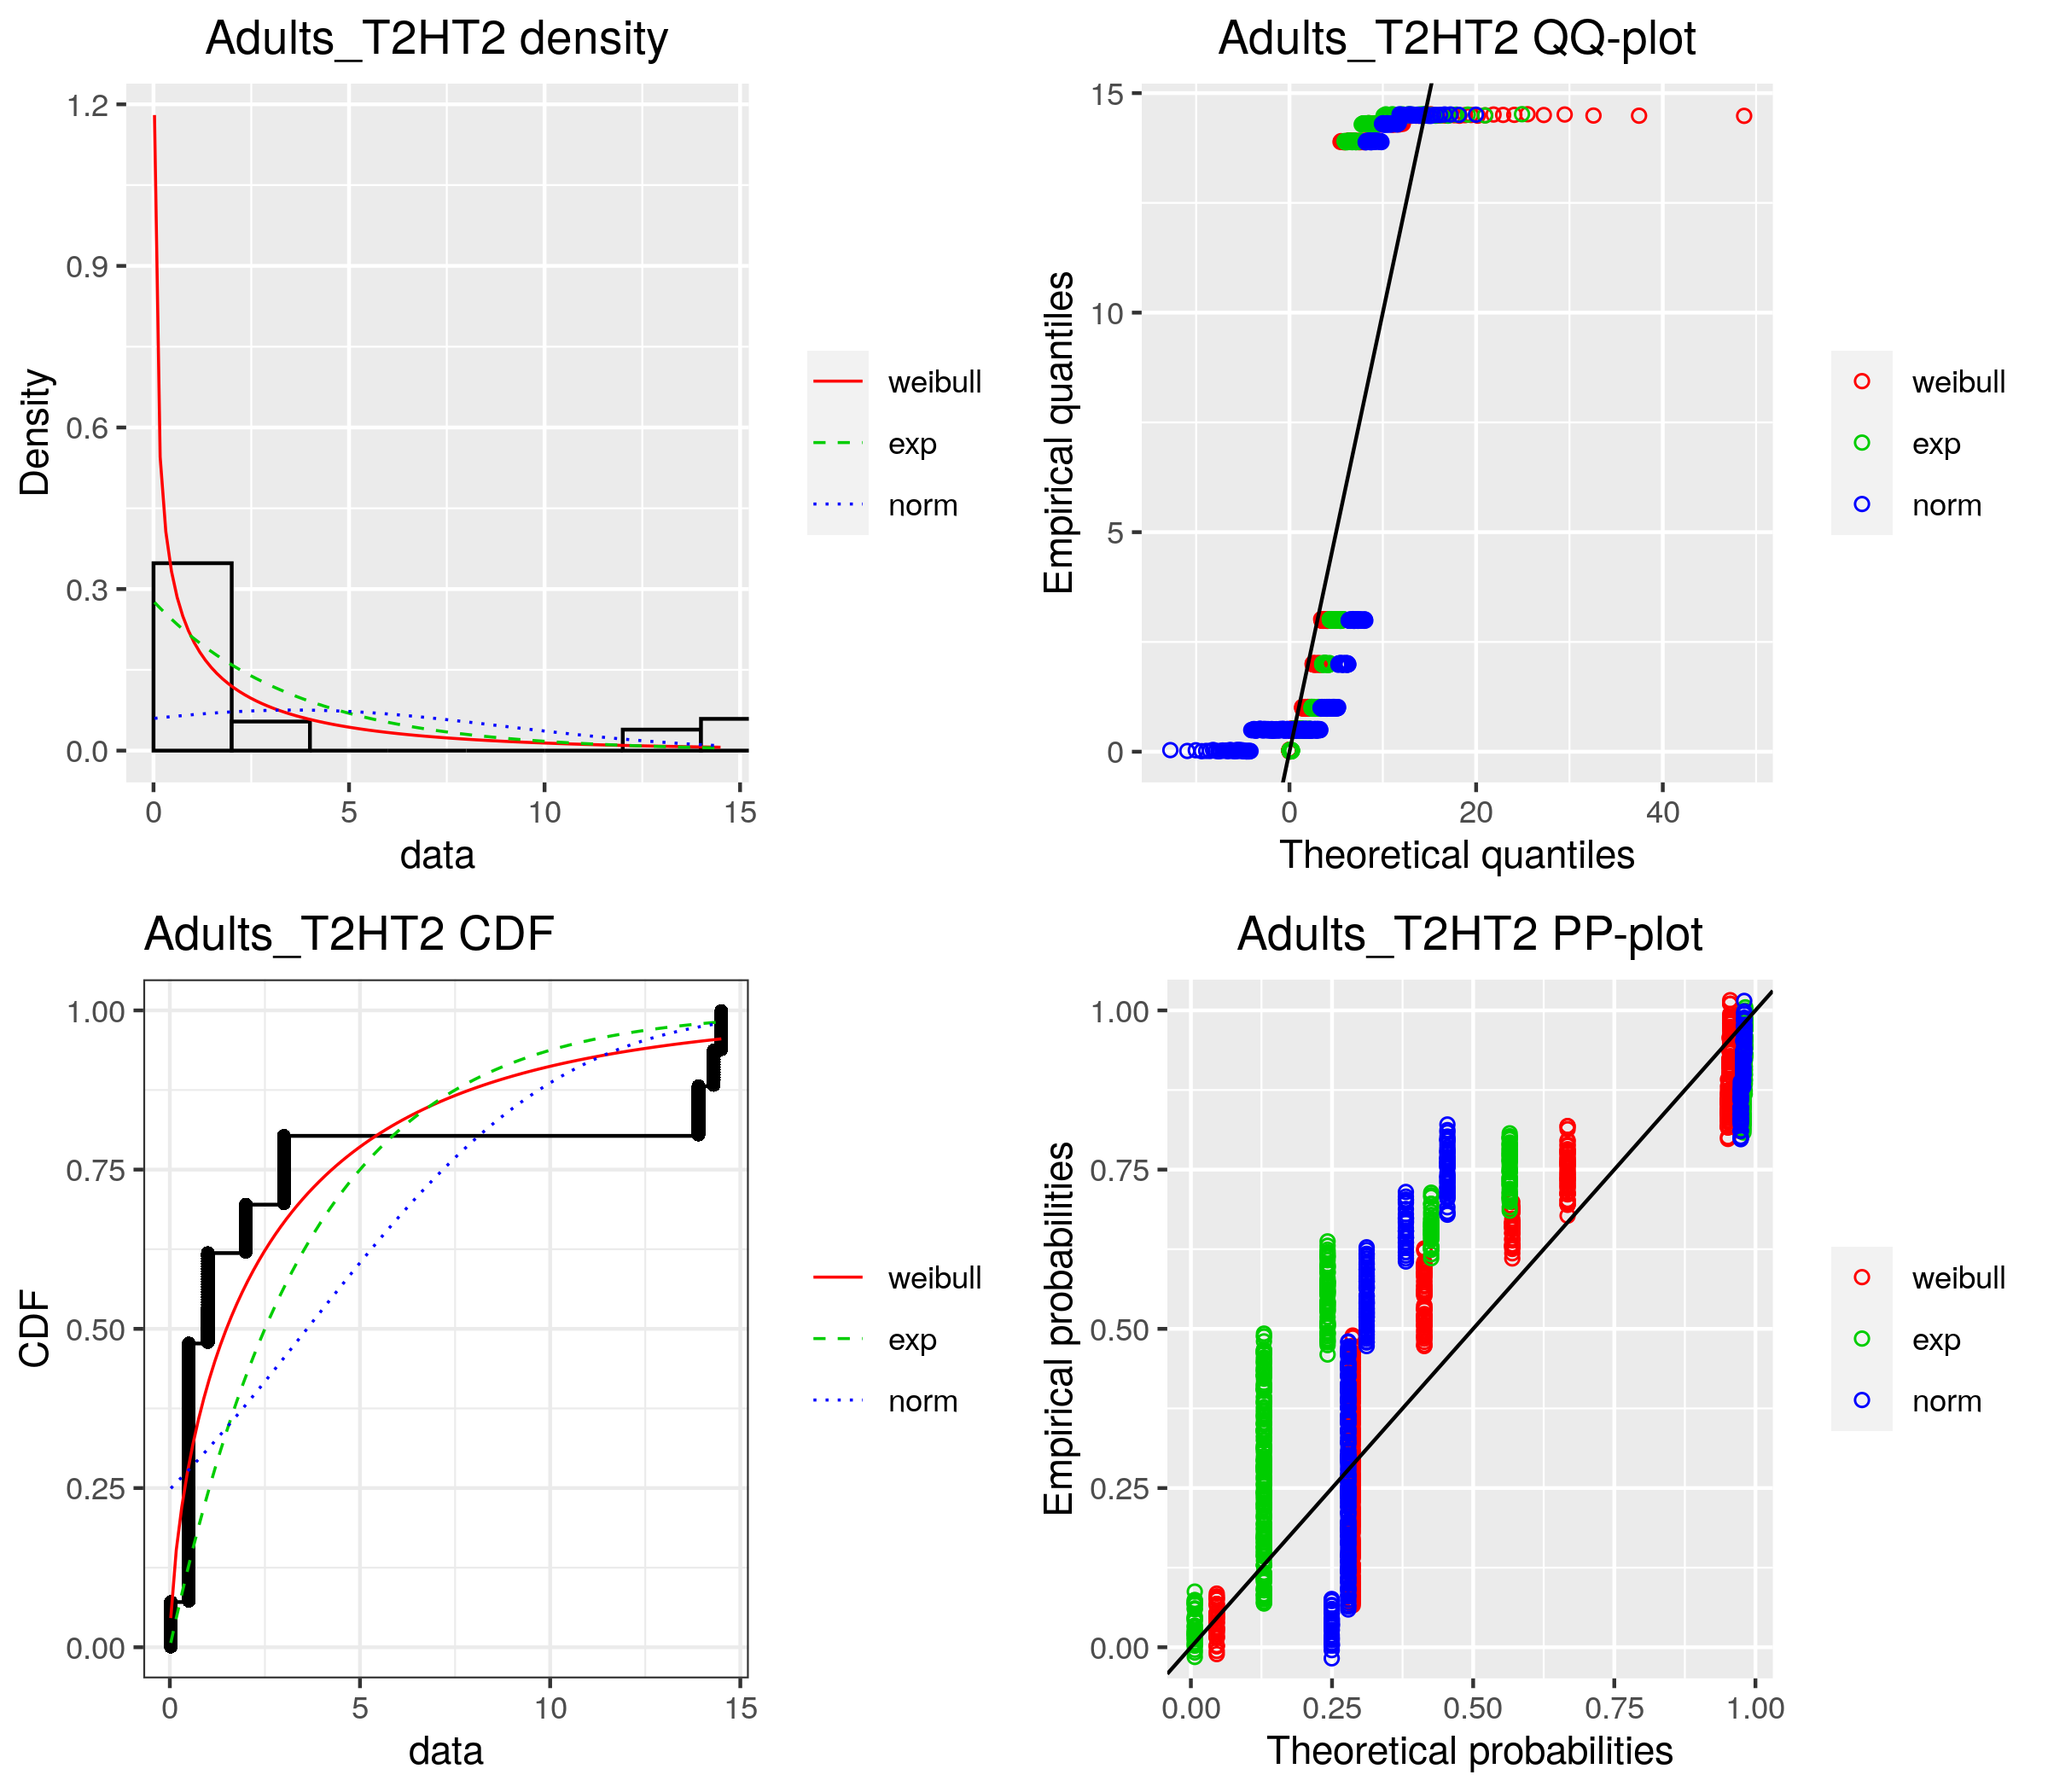 Adults_T2HT2 density
1.2
0.9
0.6
0.3
0.0
Density
0
5
10
15
data
weibull
exp
norm
Adults_T2HT2 QQ-plot
15
10
5
0
Empirical quantiles
0
20
40
Theoretical quantiles
weibull
exp
norm
Adults_T2HT2 CDF
1.00
0.75
0.50
0.25
0.00
CDF
0
5
10
15
data
weibull
exp
norm
Adults_T2HT2 PP-plot
1.00
0.75
0.50
0.25
0.00
Empirical probabilities
0.00
0.25
0.50
0.75
1.00
Theoretical probabilities
weibull
exp
norm